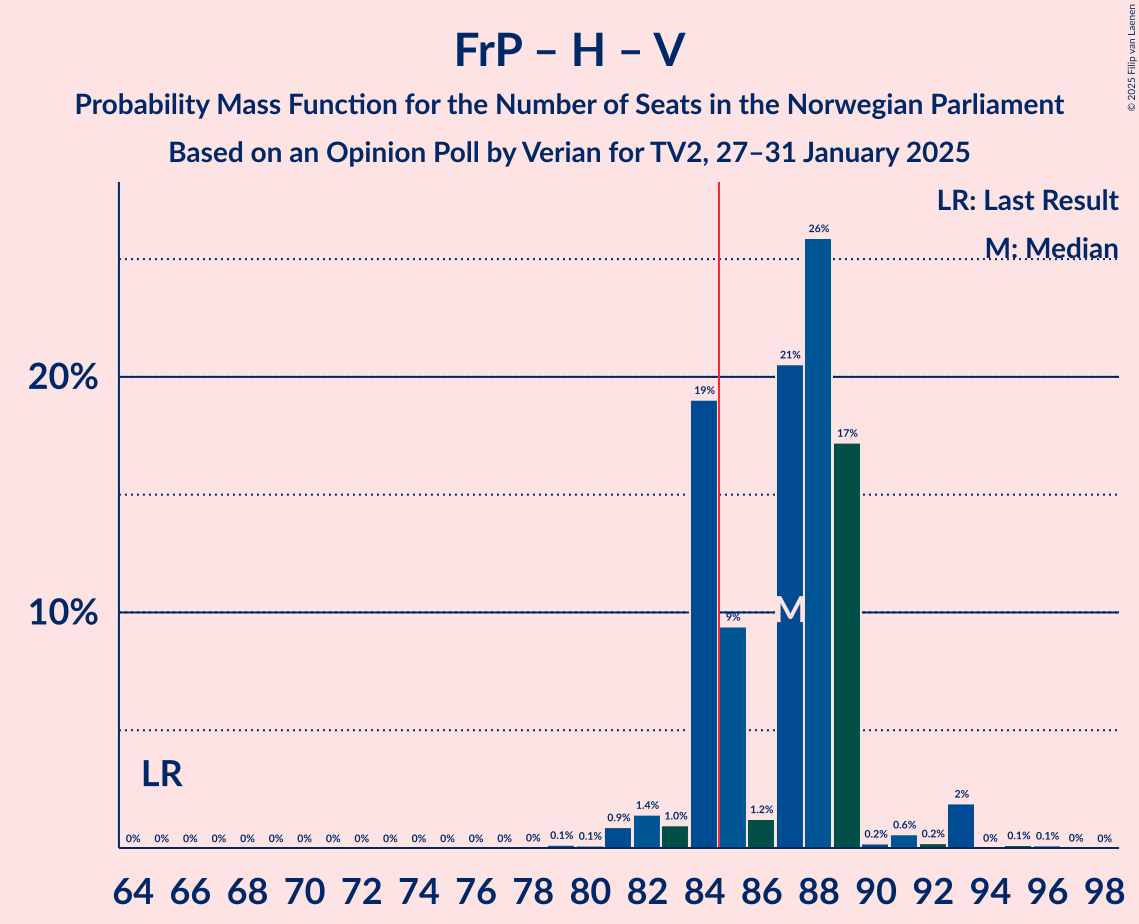 FrP – H – V
Probability Mass Function for the Number of Seats in the Norwegian Parliament
Based on an Opinion Poll by Verian for TV2, 27–31 January 2025
© 2025 Filip van Laenen
LR: Last Result
M: Median
26%
21%
20%
19%
17%
10%
9%
M
LR
0% 0% 0% 0% 0% 0% 0% 0% 0% 0% 0% 0% 0% 0% 0% 0.1% 0.1% 0.9% 1.4% 1.0% 1.2% 0.2% 0.6% 0.2% 2% 0% 0.1% 0.1% 0% 0%
64 66 68 70 72 74 76 78 80 82 84 86 88 90 92 94 96 98